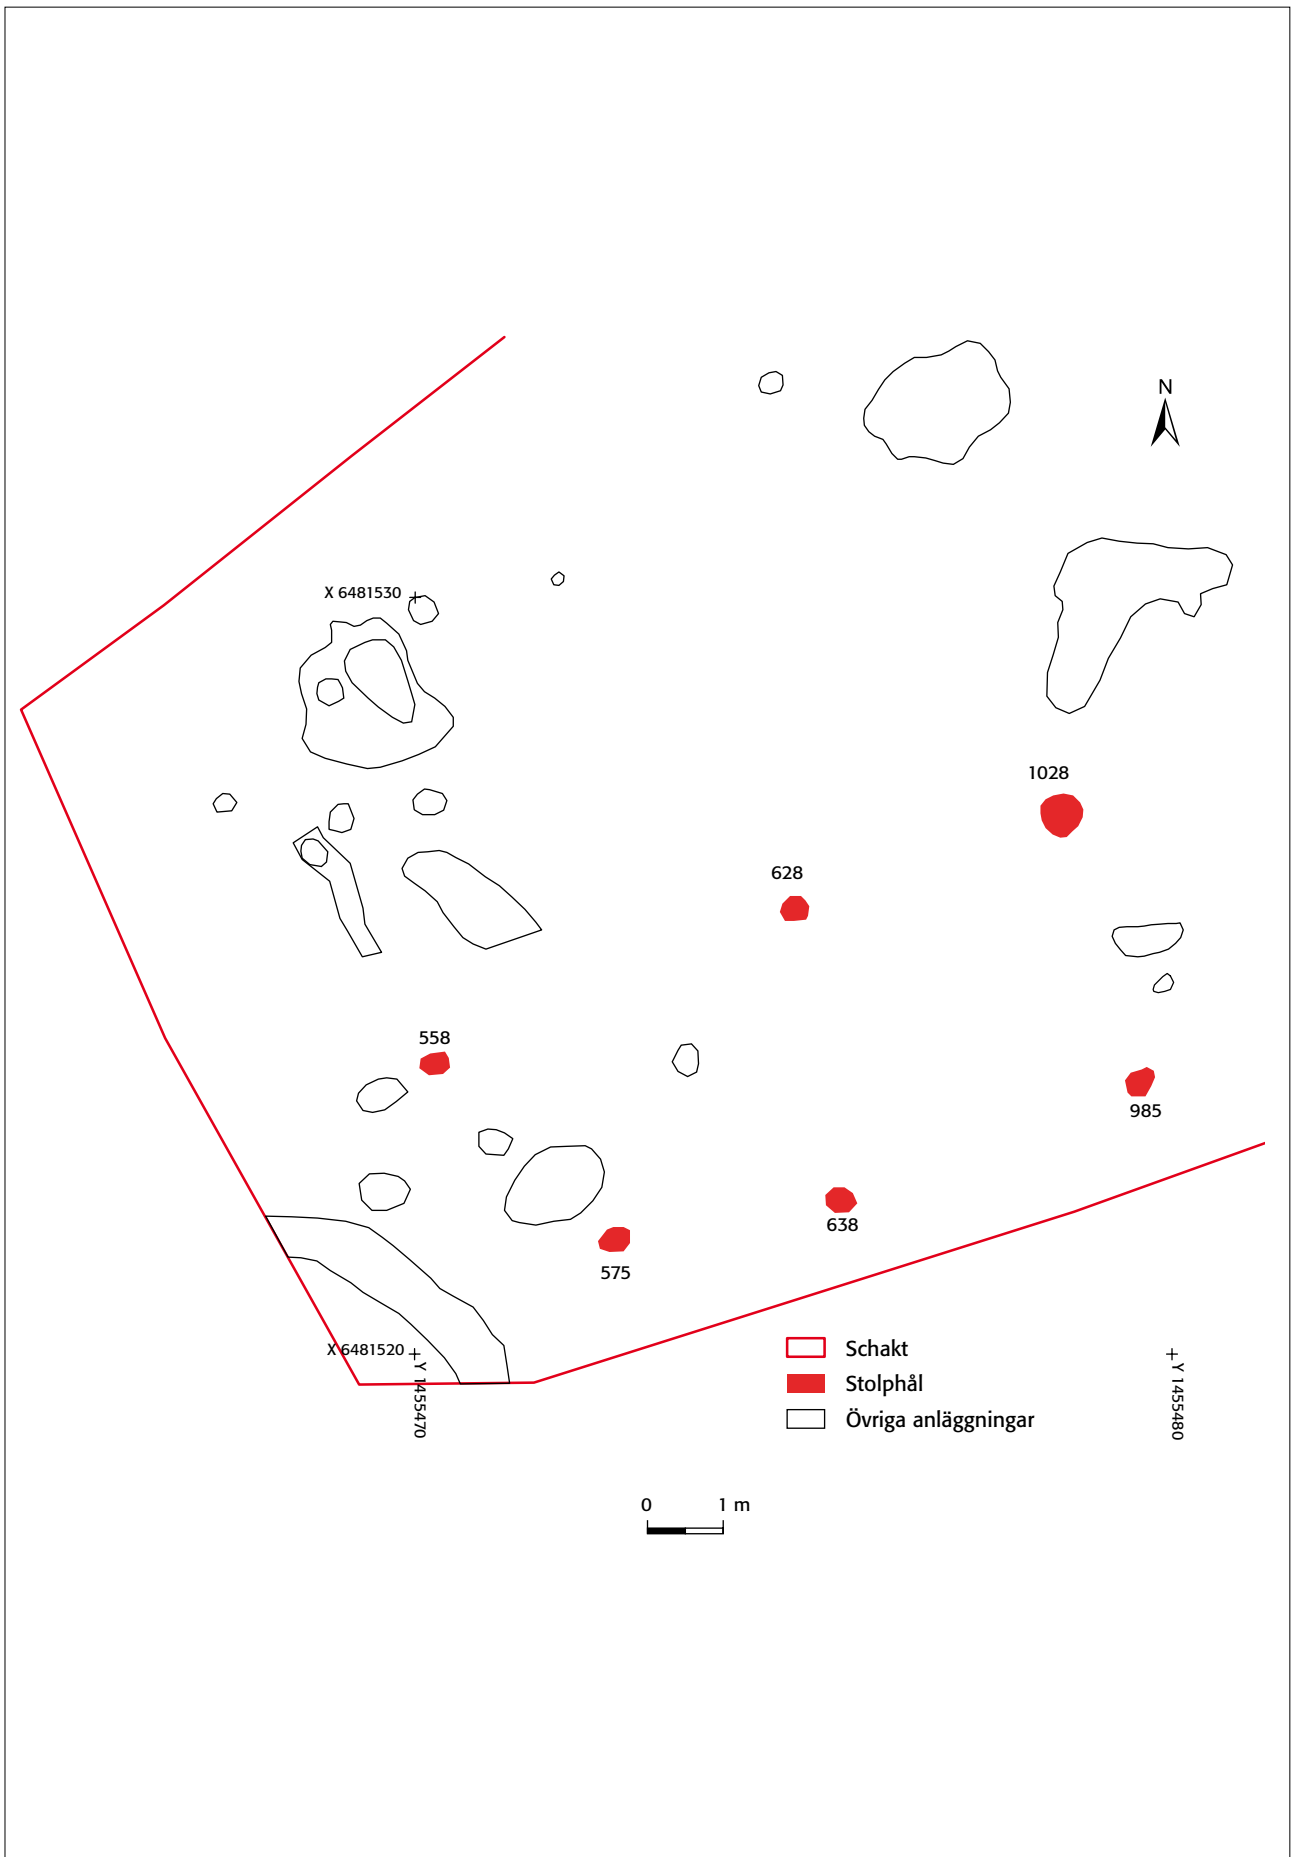 N
X 6481530
1028
628
558
985
638
575
X 6481520
Y 1455470
Y 1455480
Schakt
Stolphål
Övriga anläggningar
0 1 m